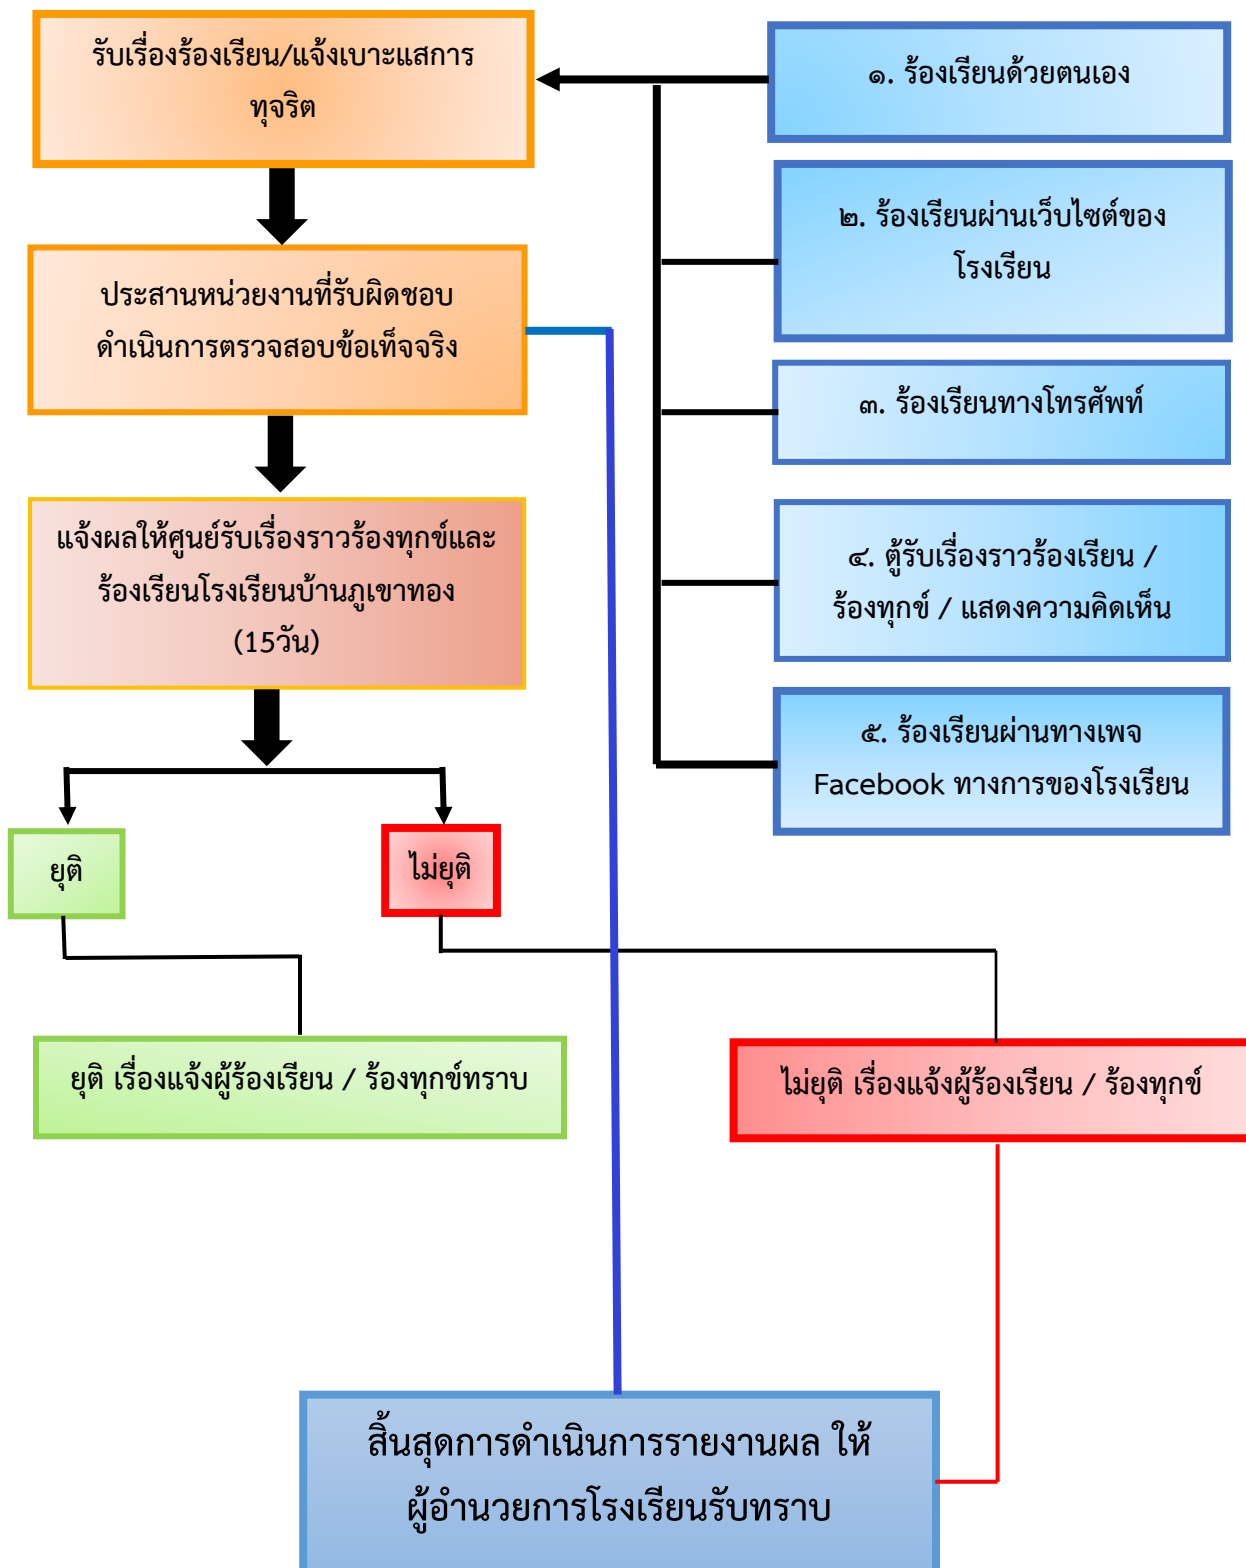 รับเรื่องร้องเรียน/แจ้งเบาะแสการ
ทุจริต
๑. ร้องเรียนด้วยตนเอง
๒. ร้องเรียนผ่านเว็บไซต์ของ
โรงเรียน
ประสานหน่วยงานที่รับผิดชอบ
ดำเนินการตรวจสอบข้อเท็จจริง
๓. ร้องเรียนทางโทรศัพท์
แจ้งผลให้ศูนย์รับเรื่องราวร้องทุกข์และ
ร้องเรียนโรงเรียนบ้านภูเขาทอง
(15วัน)
๔. ตู้รับเรื่องราวร้องเรียน /
ร้องทุกข์ / แสดงความคิดเห็น
๕. ร้องเรียนผ่านทางเพจ
Facebook ทางการของโรงเรียน
ยุติ
ไม่ยุติ
ยุติ เรื่องแจ้งผู้ร้องเรียน / ร้องทุกข์ทราบ
ไม่ยุติ เรื่องแจ้งผู้ร้องเรียน / ร้องทุกข์
สิ้นสุดการดำเนินการรายงานผล ให้
ผู้อำนวยการโรงเรียนรับทราบ